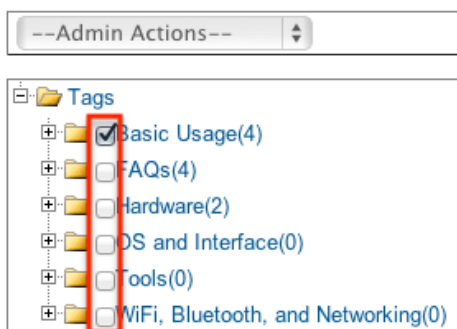 --Admin Actions--
Tags
Basic Usage(4)
FAQs(4)
Hardware(2)
OS and Interface(0)
Tools(0)
WiFi, Bluetooth, and Networking(0)